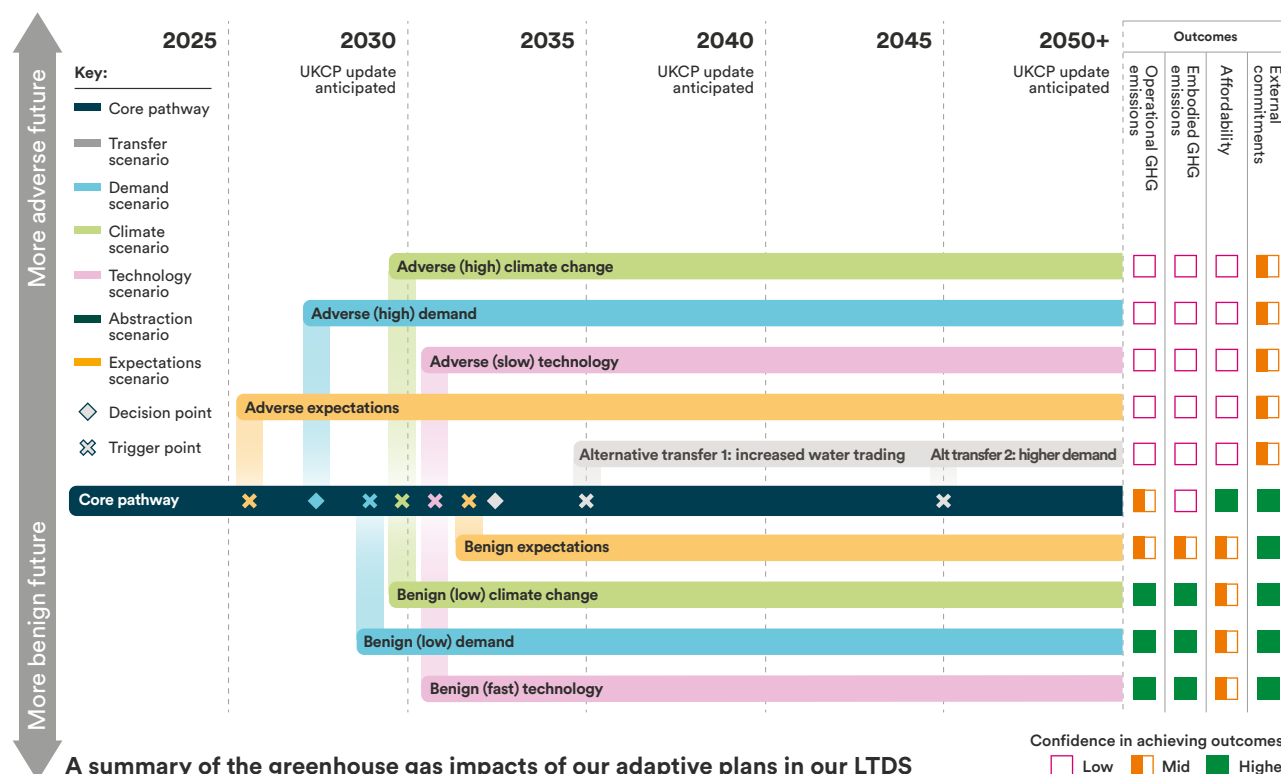 2025
2030
2035
2040
2045
2050+
UKCP update
anticipated
UKCP update
anticipated
UKCP update
anticipated
Outcomes
Operational GHG
emissions
Embodied GHG
emissions
Affordability
External
commitments
More adverse future
More benign future
Key:
Core pathway
Transfer
scenario
Demand
scenario
Climate
scenario
Technology
scenario
Abstraction
scenario
Expectations
scenario
Decision point
Trigger point
Adverse (high) climate change
Adverse (high) demand
Adverse (slow) technology
Adverse expectations
Alternative transfer 1: increased water trading
Alt transfer 2: higher demand
Core pathway
Benign expectations
Benign (low) climate change
Benign (low) demand
Benign (fast) technology
Confidence in achieving outcomes
Low
Mid
Highe
A summary of the greenhouse gas impacts of our adaptive plans in our LTDS